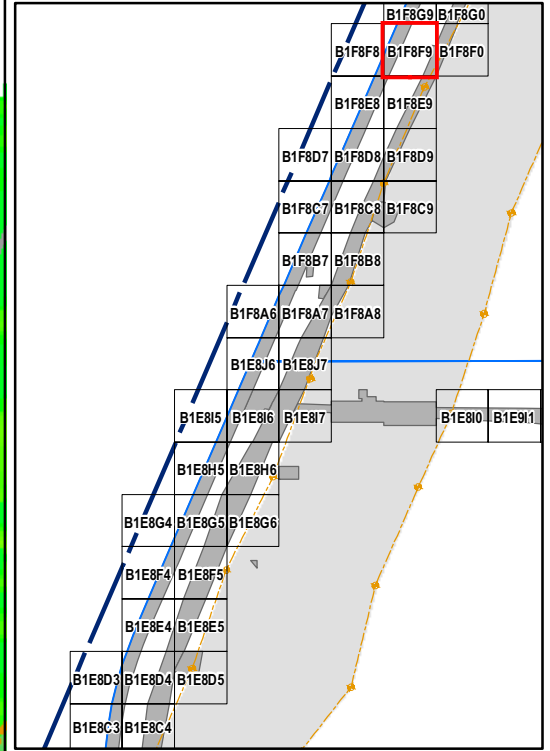 B1F8G9 B1F8G0
B1F8F8 B1F8F9 B1F8F0
B1F8E8 B1F8E9
B1F8D7 B1F8D8 B1F8D9
B1F8C7 B1F8C8 B1F8C9
B1F8B7 B1F8B8
B1F8A6 B1F8A7 B1F8A8
B1E8J6 B1E8J7
B1E8I5 B1E8I6 B1E8I7 B1E8I0 B1E9I1
B1E8H5 B1E8H6
B1E8G4 B1E8G5 B1E8G6
B1E8F4 B1E8F5
B1E8E4 B1E8E5
B1E8D3 B1E8D4 B1E8D5
B1E8C3 B1E8C4